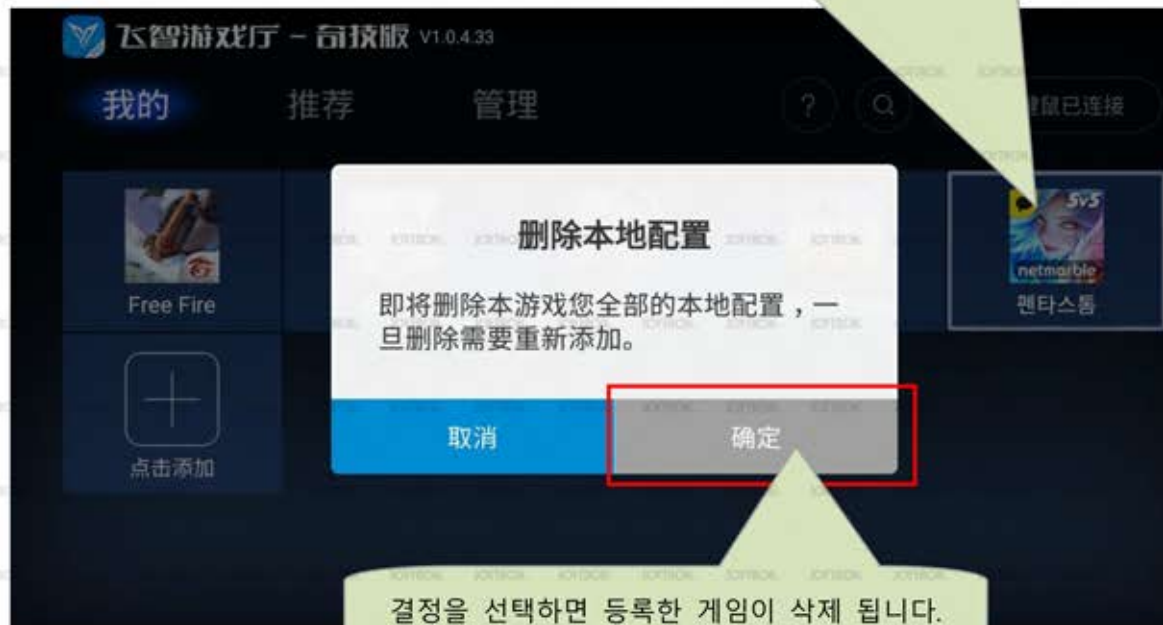 飞智游戏厅 – 奇技版 V1.0.4.33
我的 推荐 管理 ? 鼠已连接
5v5
netmarble
Free Fire
펜타스톰
删除本地配置
即将删除本游戏您全部的本地配置，一
旦删除需要重新添加。
取消 确定
点击添加
결정을 선택하면 등록한 게임이 삭제 됩니다.